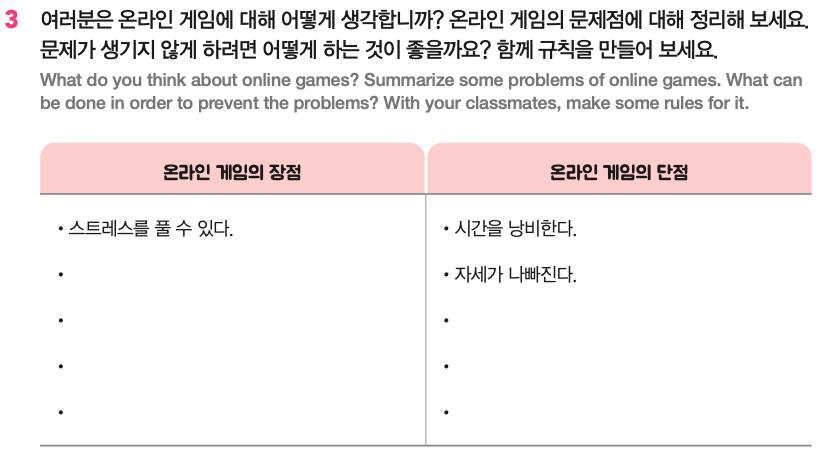 3 여러분은 온라인 게임에 대해 어떻게 생각합니까? 온라인 게임의 문제점에 대해 정리해 보세요.
문제가 생기지 않게 하려면 어떻게 하는 것이 좋을까요? 함께 규칙을 만들어 보세요.
What do you think about online games? Summarize some problems of online games. What can
be done in order to prevent the problems? With your classmates, make some rules for it.
온라인 게임의 장점
온라인 게임의 단점
• 스트레스를 풀 수 있다.
•
•
•
•
• 시간을 낭비한다.
• 자세가 나빠진다.
•
•
•